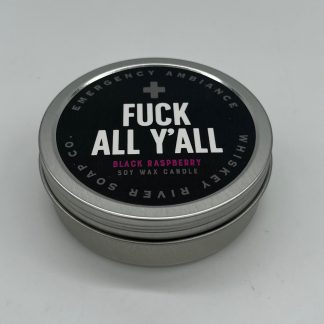 EMERGENCY AMBIANCE
FUCK
ALL Y'ALL
BLACK RASPBERRY
SOY WAX CANDLE
WHISKEY RIVER SOAP CO.